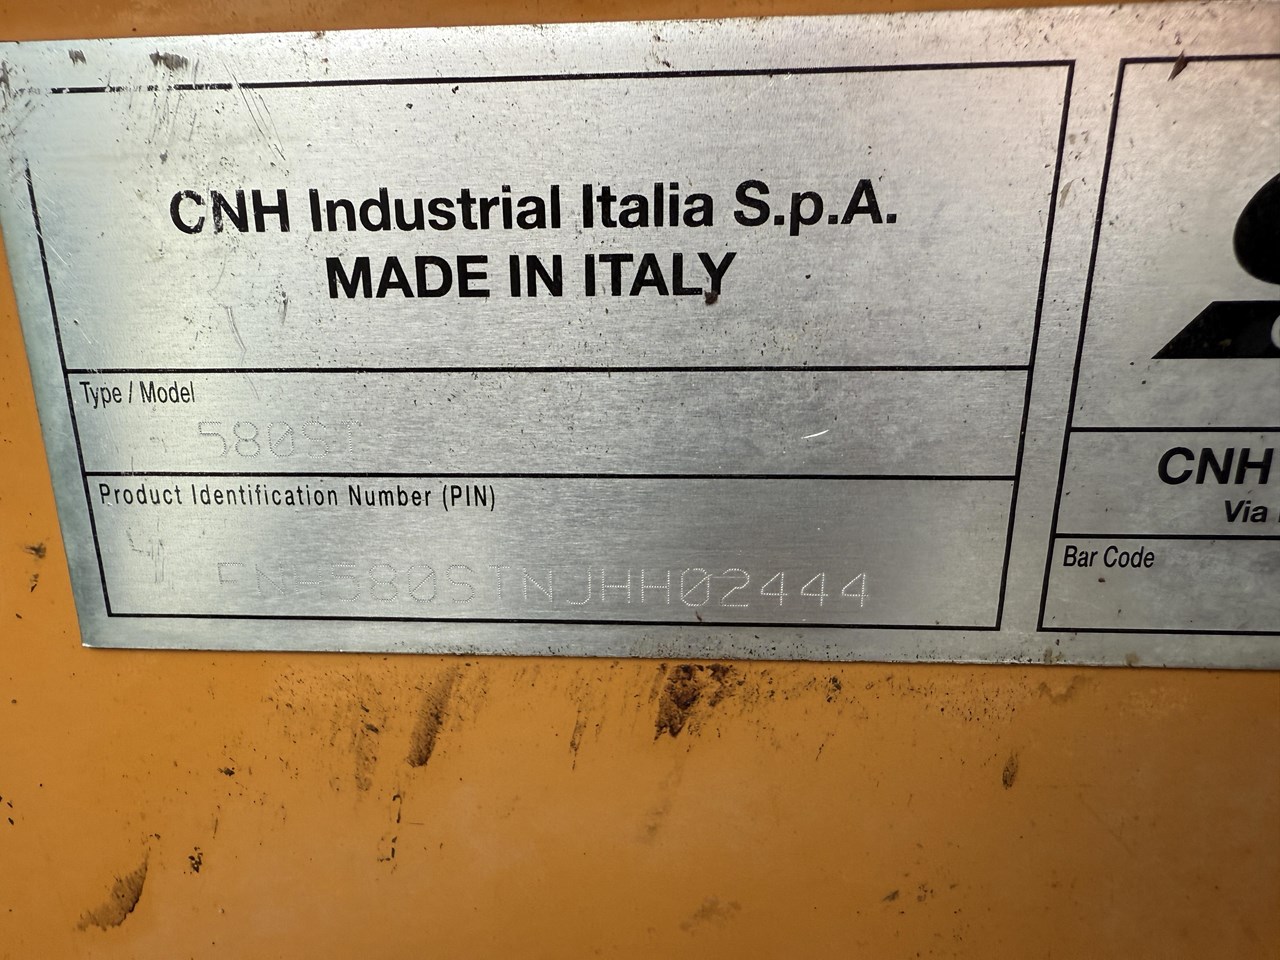 CNH Industrial Italia S.p.A.
MADE IN ITALY
Type / Model
580ST
Product Identification Number (PIN)
FN-580STNJHH02444
CNH
Via
Bar Code